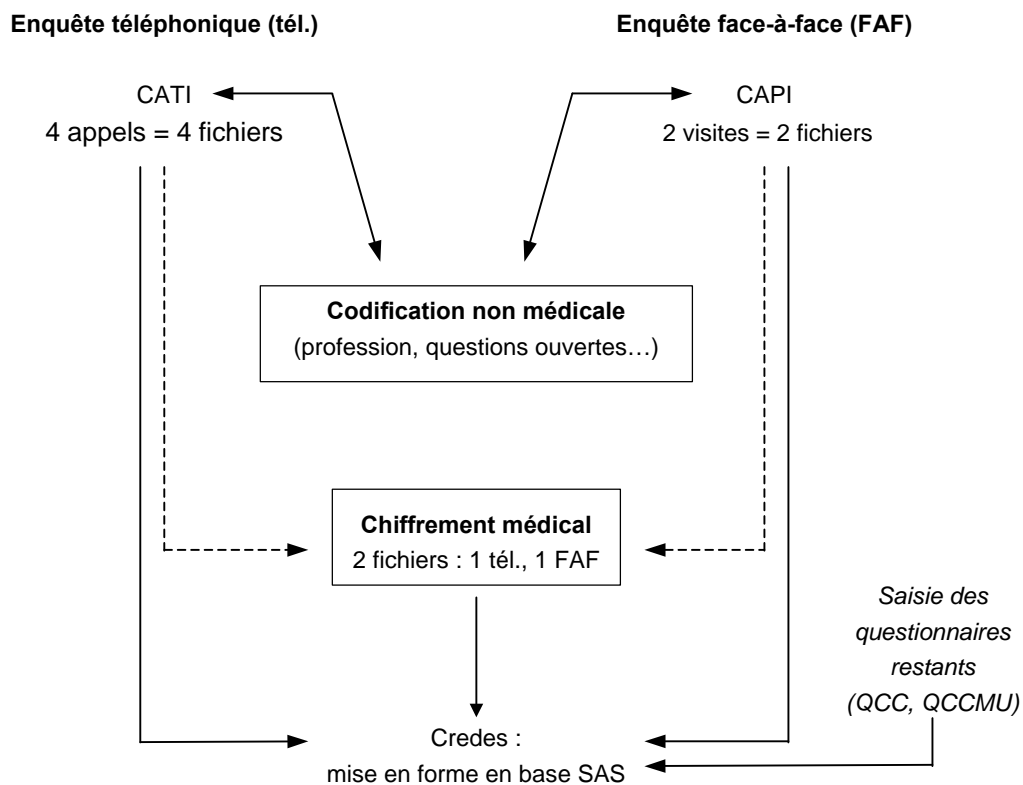 Enquête téléphonique (tél.)
Enquête face-à-face (FAF)
CATI
4 appels = 4 fichiers
CAPI
2 visites = 2 fichiers
Codification non médicale
(profession, questions ouvertes…)
Chiffrement médical
2 fichiers : 1 tél., 1 FAF
Saisie des
questionnaires
restants
(QCC, QCCMU)
Credes :
mise en forme en base SAS